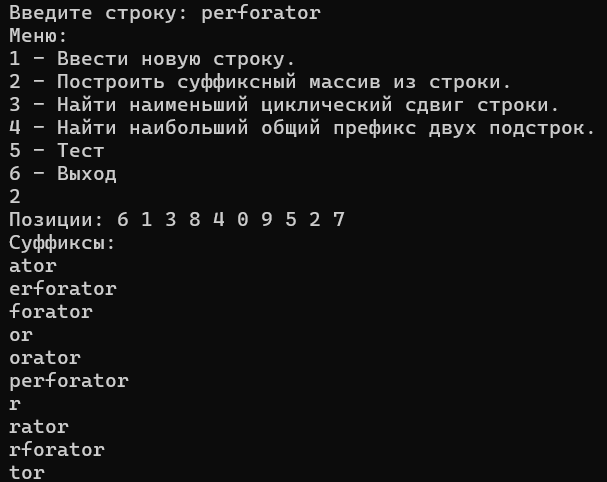 Введите строку: perforator
Меню:
1 - Ввести новую строку.
2 - Построить суффиксный массив из строки.
3 - Найти наименьший циклический сдвиг строки.
4 - Найти наибольший общий префикс двух подстрок.
5 - Тест
6 - Выход
2
Позиции: 6 1 3 8 4 0 9 5 2 7
Суффиксы:
ator
erforator
forator
or
orator
perforator
r
rator
rforator
tor